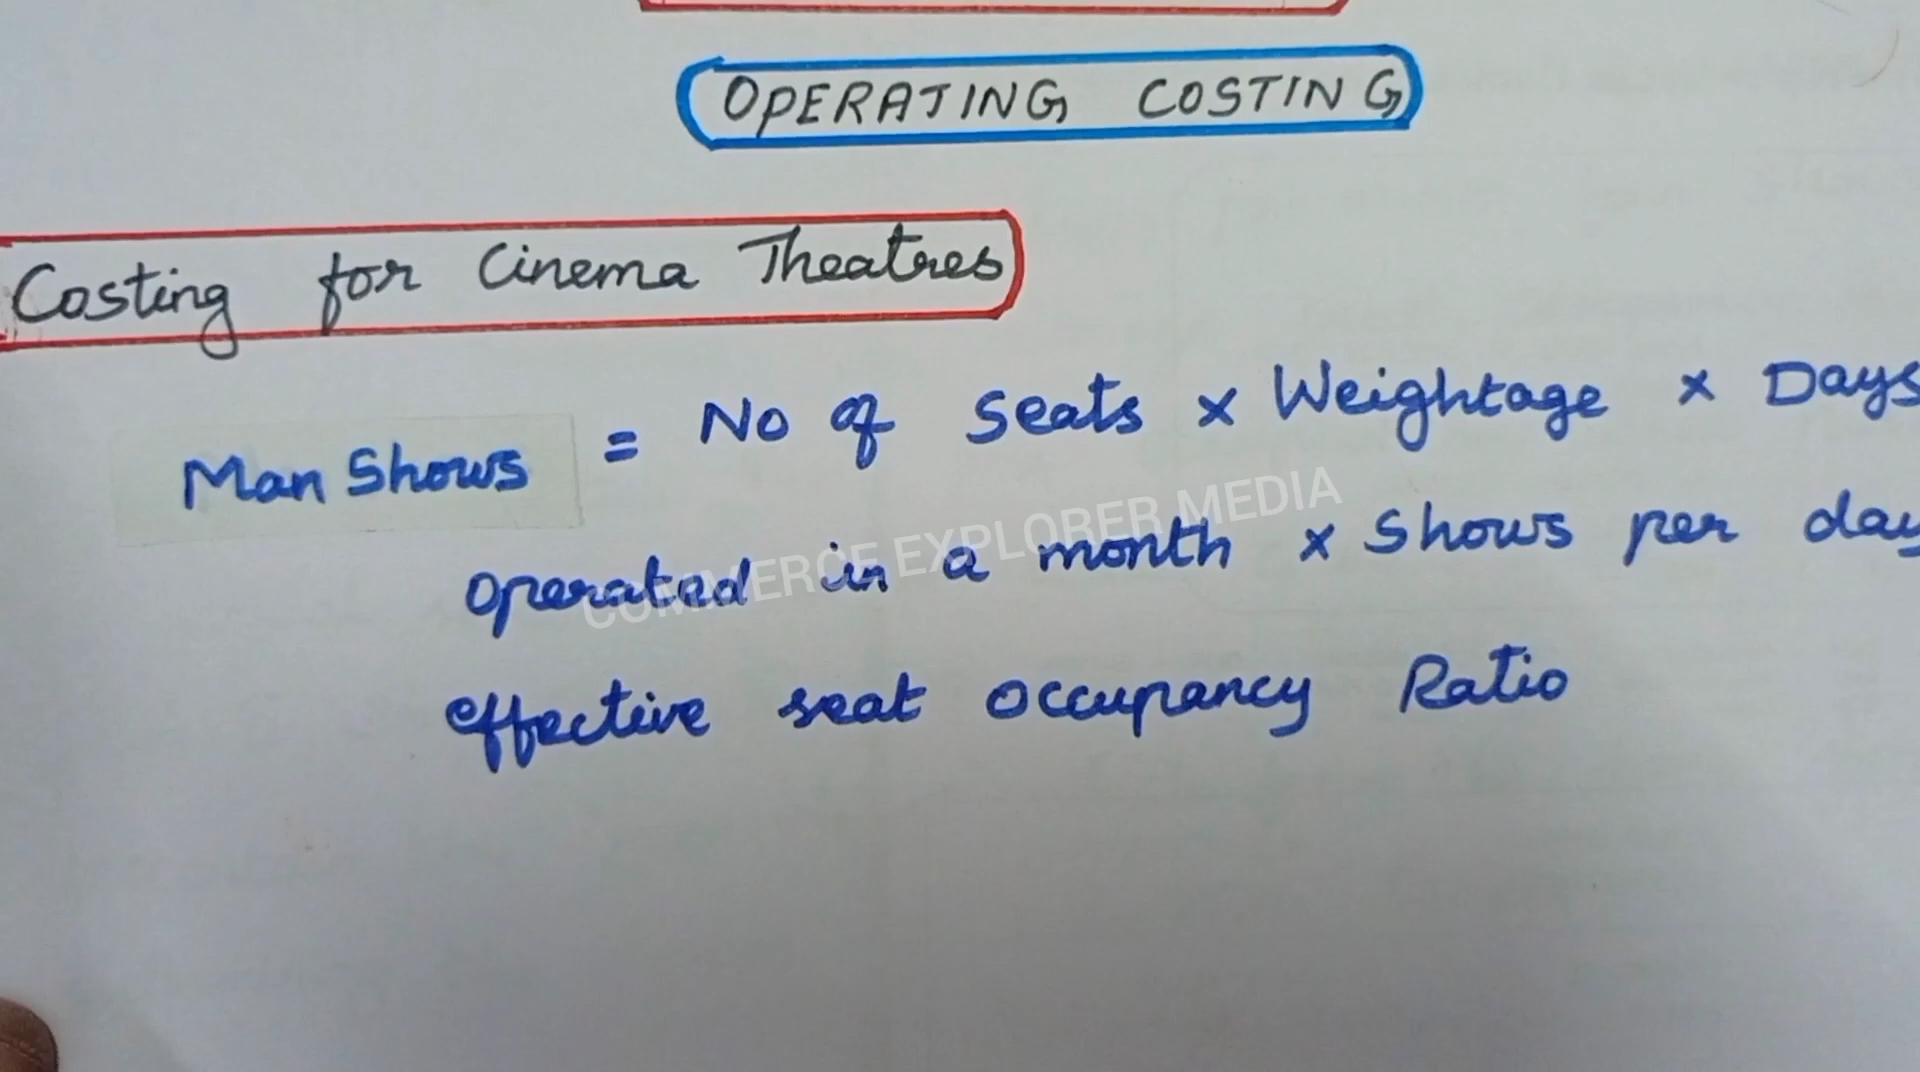 OPERATING COSTING
Costing for Cinema Theatres
Man Shows = No of Seats x Weightage x Days
operated in a month x Shows per day
effective seat occupancy Ratio
COMMERCE EXPLORER MEDIA